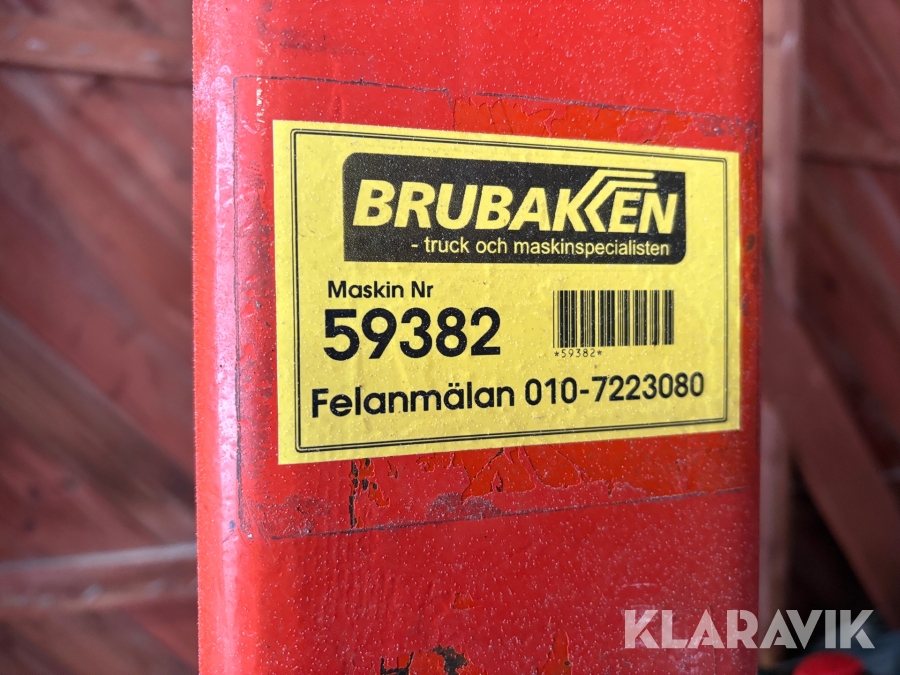 BRUBAKKEN
- truck och maskinspecialisten
Maskin Nr
59382
*59382*
Felanmälan 010-7223080
KLARAVIK